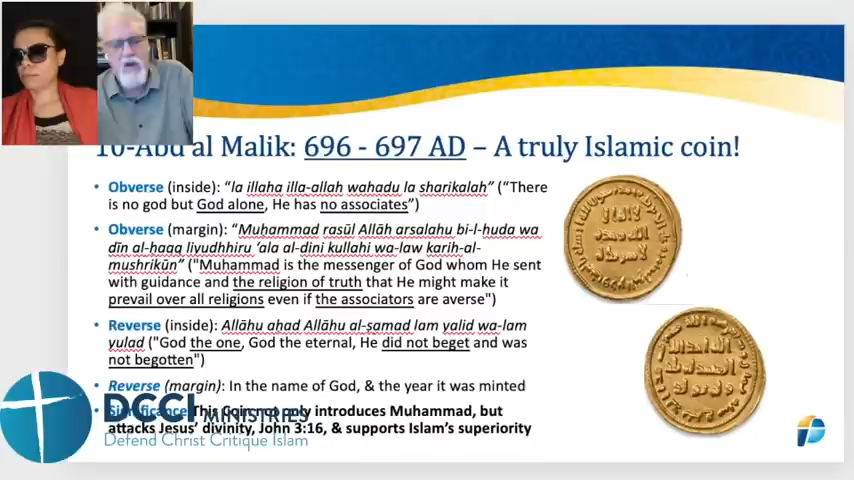 10-Abd al Malik: 696 - 697 AD – A truly Islamic coin!
• Obverse (inside): “la illaha illa-allah wahadu la sharikalah” (“There
is no god but God alone, He has no associates”)
• Obverse (margin): “Muhammad rasūl Allāh arsalahu bi-l-huda wa
dīn al-haqq liyudhhiru ‘ala al-dini kullahi wa-law karih-al-
mushrikūn” ("Muhammad is the messenger of God whom He sent
with guidance and the religion of truth that He might make it
prevail over all religions even if the associators are averse")
• Reverse (inside): Allāhu ahad Allāhu al-ṣamad lam yalid wa-lam
yulad ("God the one, God the eternal, He did not beget and was
not begotten")
• Reverse (margin): In the name of God, & the year it was minted
• Significance This Coin not only introduces Muhammad, but
attacks Jesus’ divinity, John 3:16, & supports Islam’s superiority
DCCI MINISTRIES
Defend Christ Critique Islam